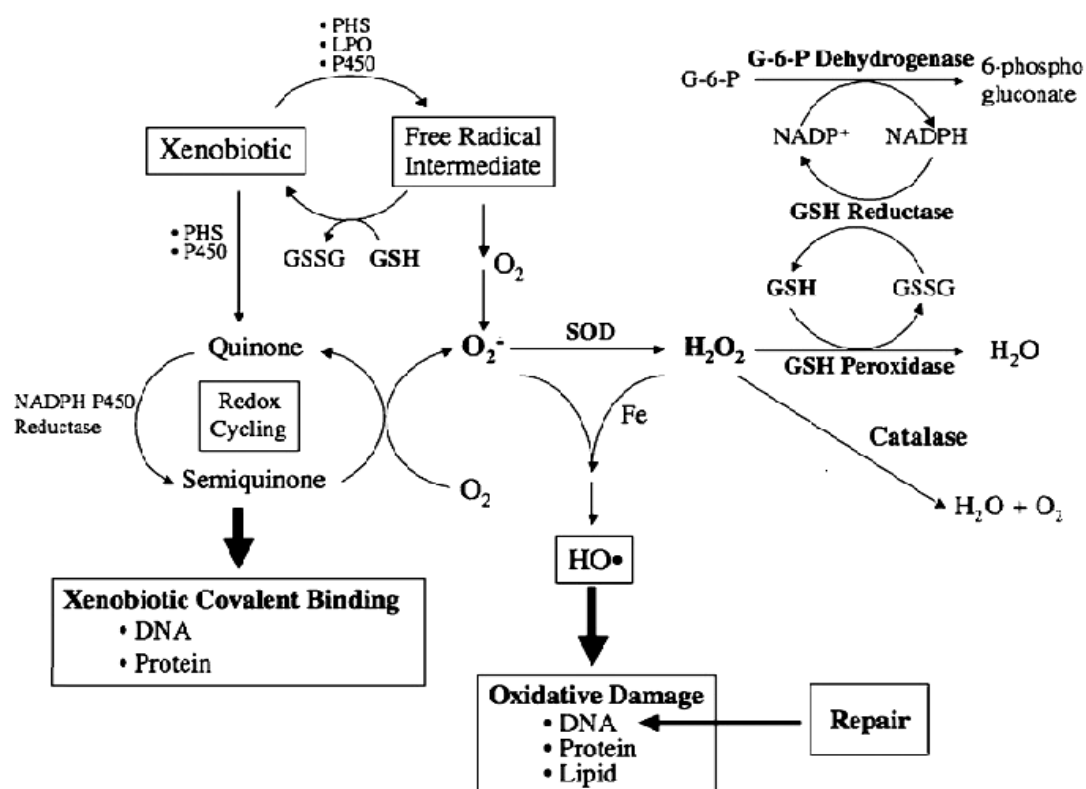 • PHS
• LPO
• P450
G-6-P Dehydrogenase
G-6-P
6-phospho
gluconate
NADP⁺
NADPH
Xenobiotic
Free Radical
Intermediate
GSH Reductase
• PHS
• P450
GSSG
GSH
O₂
GSH
GSSG
Quinone
O₂⁻
SOD
H₂O₂
GSH Peroxidase
H₂O
NADPH P450
Reductase
Redox
Cycling
Fe
Catalase
Semiquinone
O₂
H₂O + O₂
HO•
Xenobiotic Covalent Binding
• DNA
• Protein
Oxidative Damage
• DNA
• Protein
• Lipid
Repair